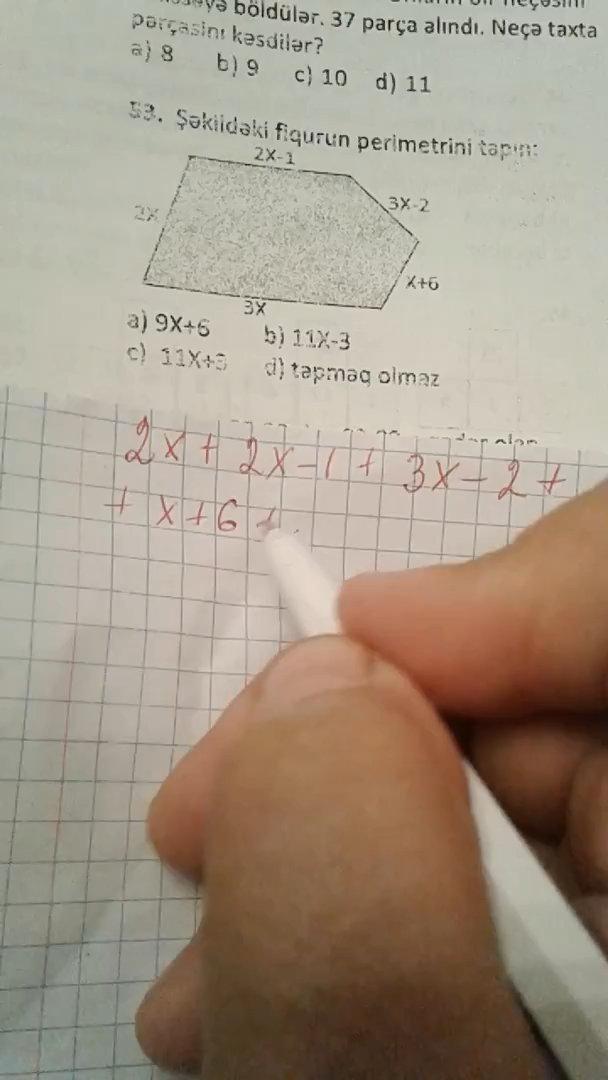 böldülər. 37 parça alındı. Neçə taxta
parçasını kəsdilər?
a) 8 b) 9 c) 10 d) 11
53. Şəkildəki fiqurun perimetrini tapın:
2X-1
3X-2
2X
X+6
3X
a) 9X+6 b) 11X-3
c) 11X+3 d) tapmaq olmaz
2x + 2x - 1 + 3x - 2 +
+ x + 6 +